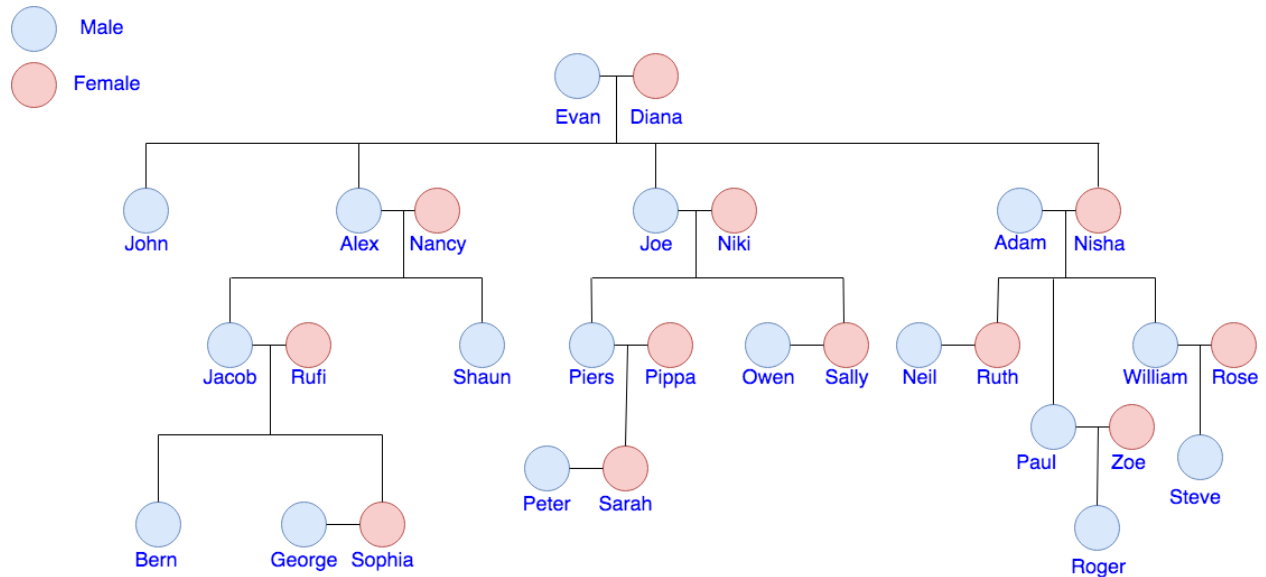 Male
Female
Evan Diana
John Alex Nancy Joe Niki Adam Nisha
Jacob Rufi Shaun Piers Pippa Owen Sally Neil Ruth William Rose
Paul Zoe
Steve
Peter Sarah
Bern George Sophia
Roger